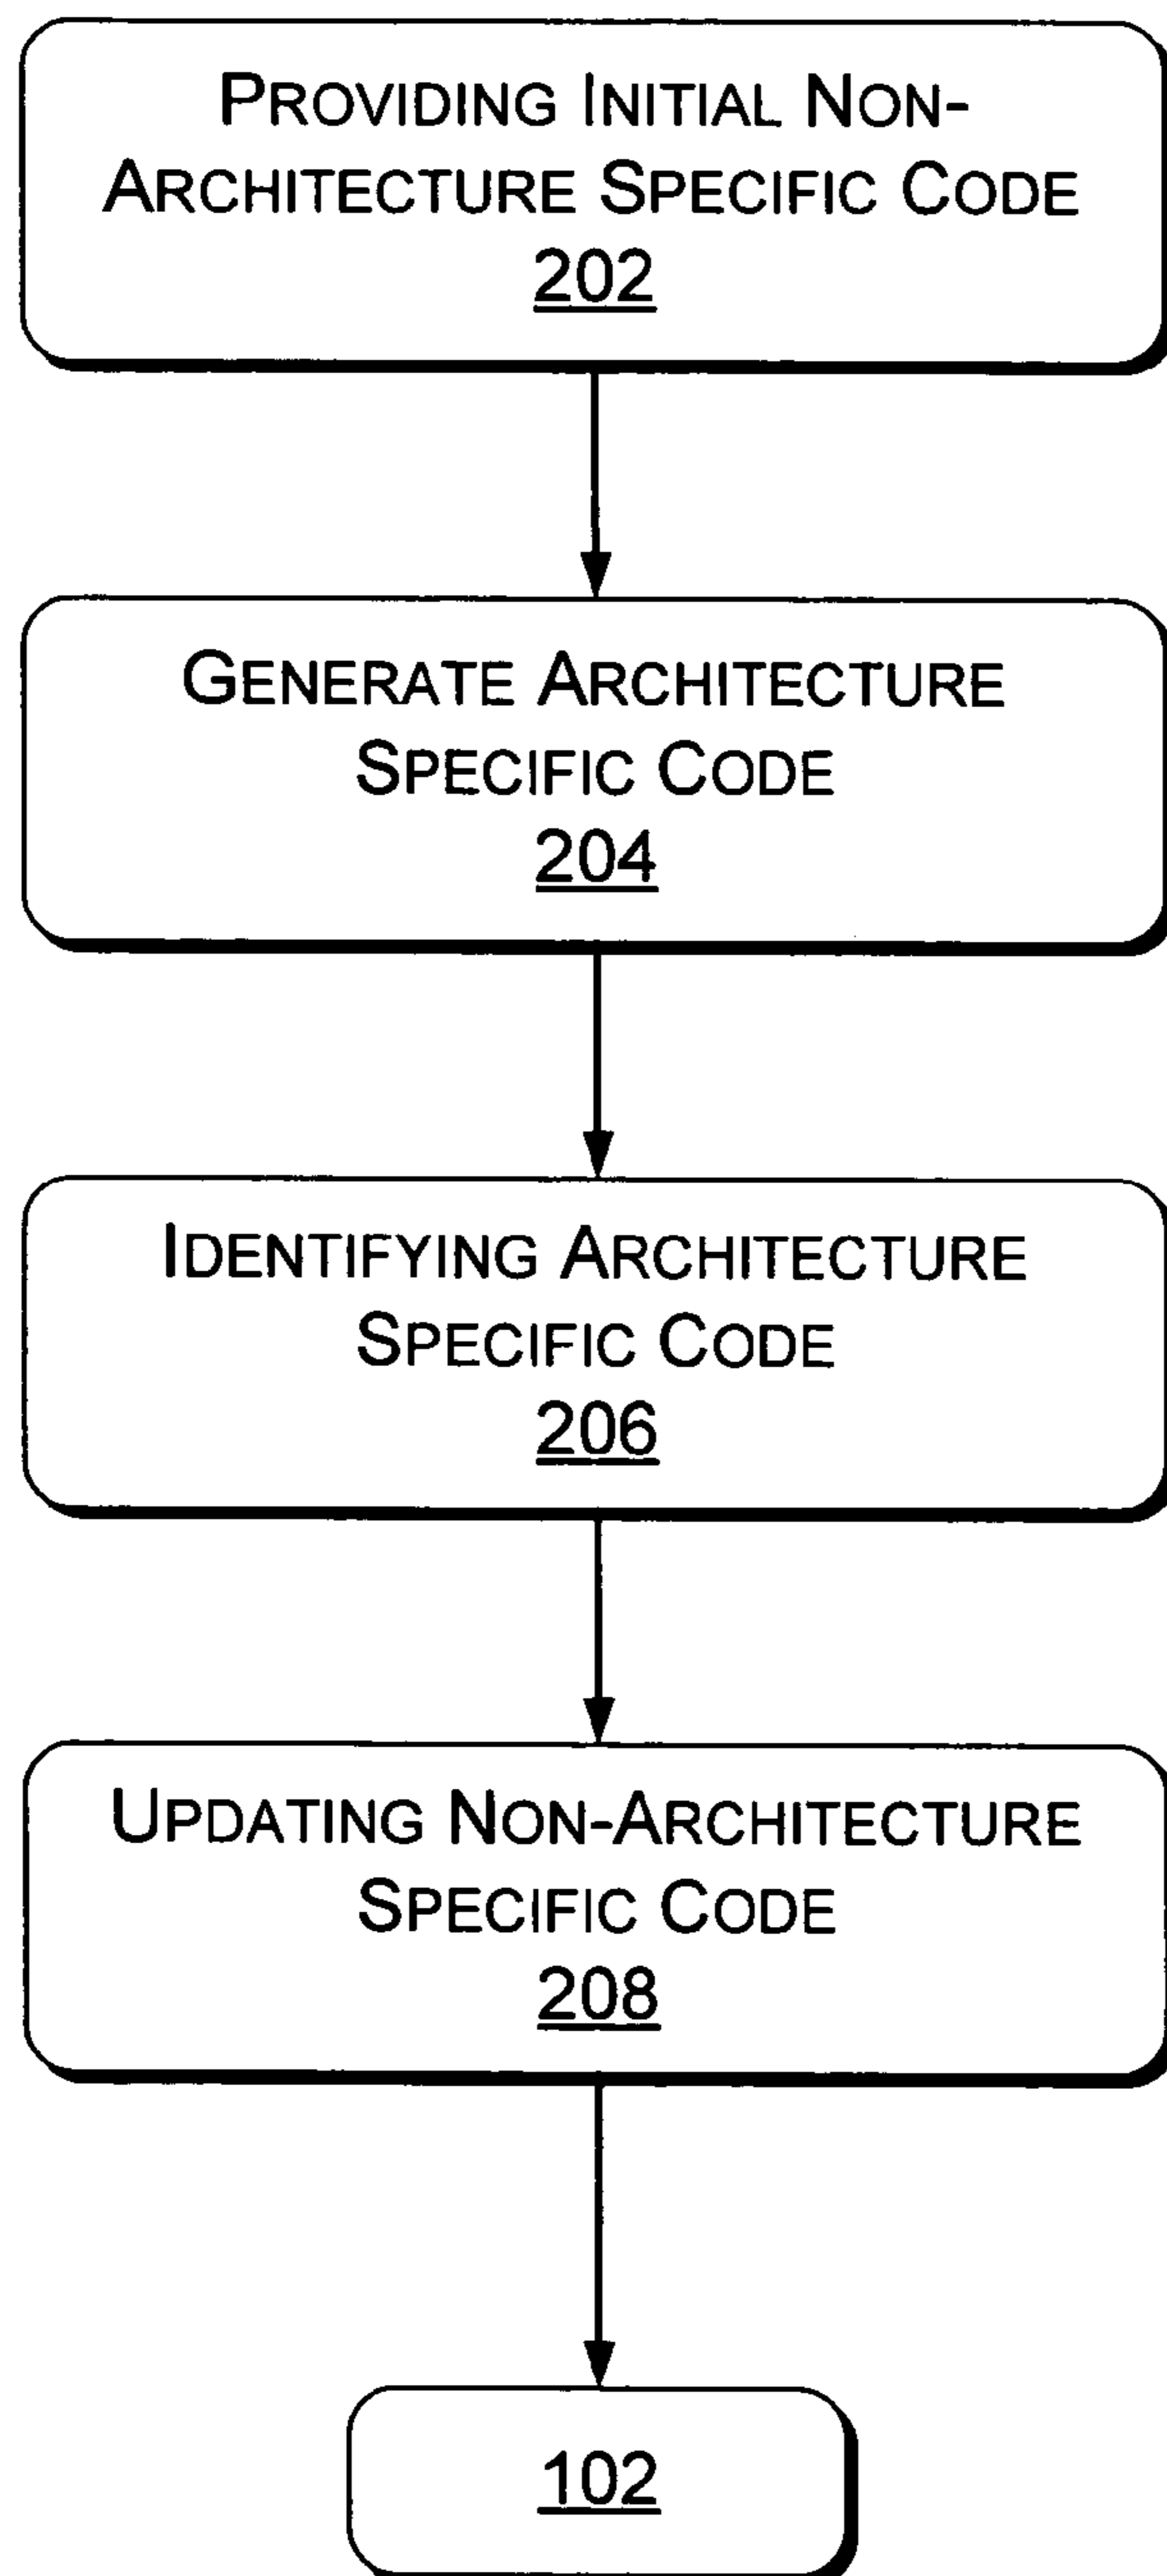 PROVIDING INITIAL NON-
ARCHITECTURE SPECIFIC CODE
202
GENERATE ARCHITECTURE
SPECIFIC CODE
204
IDENTIFYING ARCHITECTURE
SPECIFIC CODE
206
UPDATING NON-ARCHITECTURE
SPECIFIC CODE
208
102